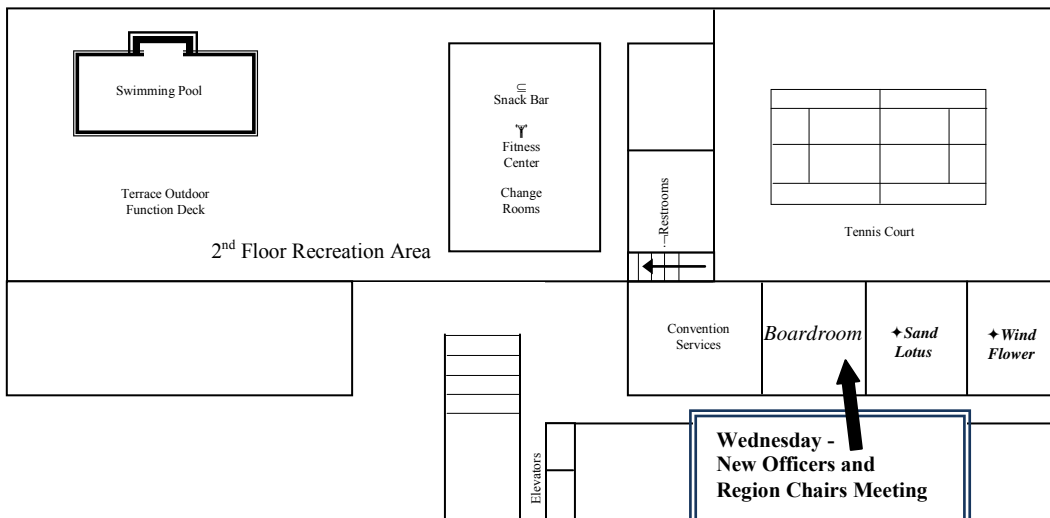 Swimming Pool
Terrace Outdoor
Function Deck
2nd Floor Recreation Area
Snack Bar
Fitness
Center
Change
Rooms
Restrooms
Tennis Court
Convention
Services
Boardroom
✦Sand
Lotus
✦Wind
Flower
Elevators
Wednesday -
New Officers and
Region Chairs Meeting